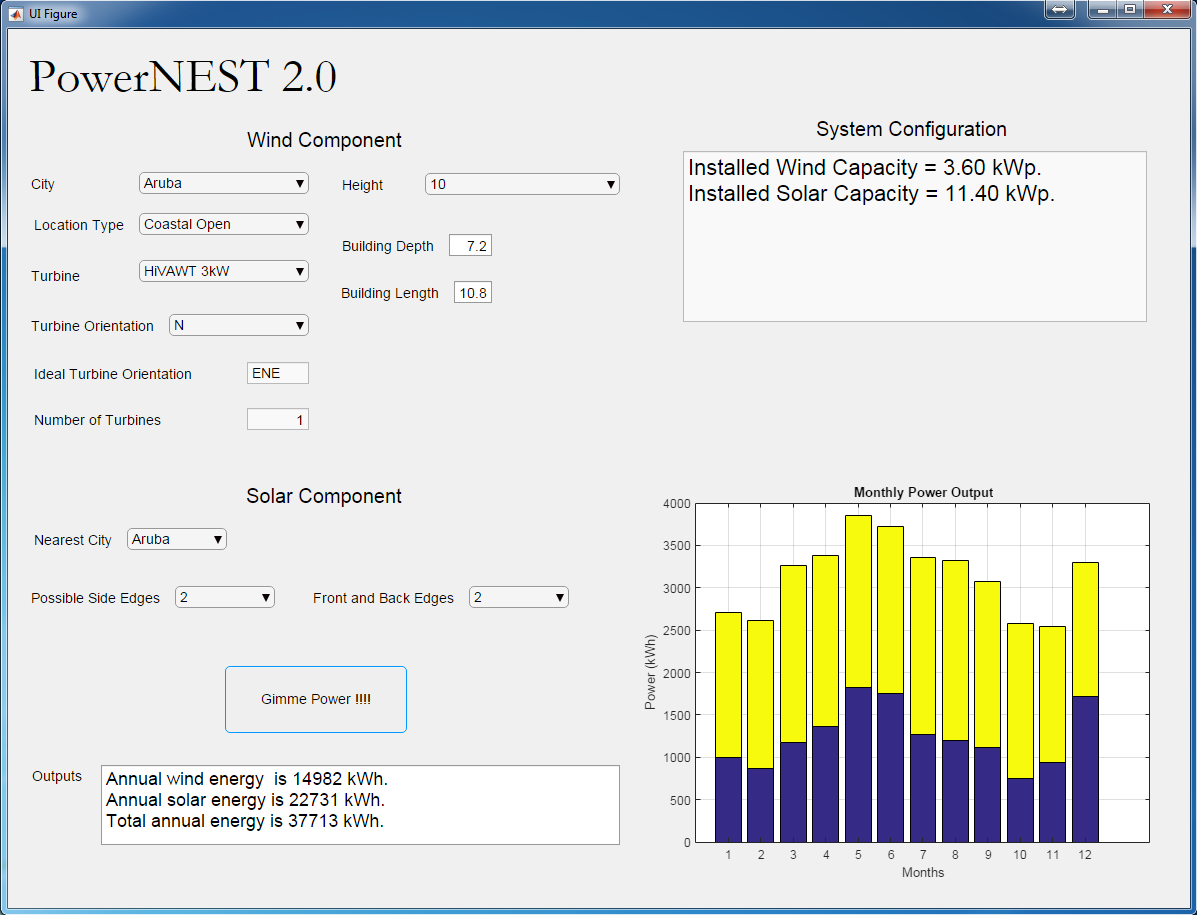 UI Figure
PowerNEST 2.0
Wind Component
City
Aruba
Height
10
Location Type
Coastal Open
Building Depth
7.2
Turbine
HiVAWT 3kW
Building Length
10.8
Turbine Orientation
N
Ideal Turbine Orientation
ENE
Number of Turbines
1
System Configuration
Installed Wind Capacity = 3.60 kWp.
Installed Solar Capacity = 11.40 kWp.
Solar Component
Nearest City
Aruba
Possible Side Edges
2
Front and Back Edges
2
Gimme Power !!!!
Outputs
Annual wind energy  is 14982 kWh.
Annual solar energy is 22731 kWh.
Total annual energy is 37713 kWh.
Monthly Power Output
Power (kWh)
4000
3500
3000
2500
2000
1500
1000
500
0
1 2 3 4 5 6 7 8 9 10 11 12
Months